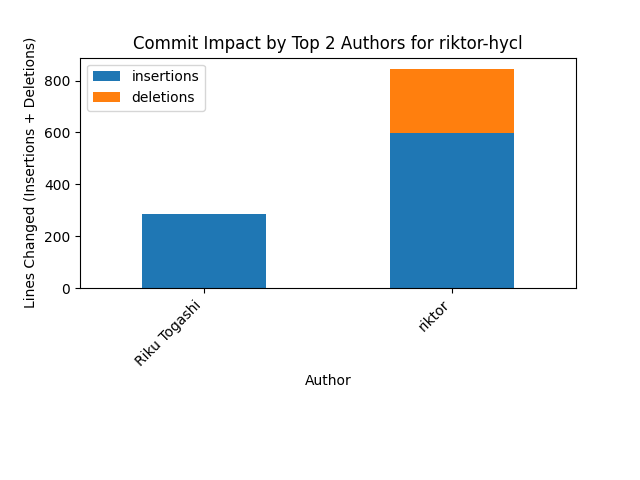 Commit Impact by Top 2 Authors for riktor-hycl
Lines Changed (Insertions + Deletions)
insertions
deletions
800
600
400
200
0
Riku Togashi
riktor
Author